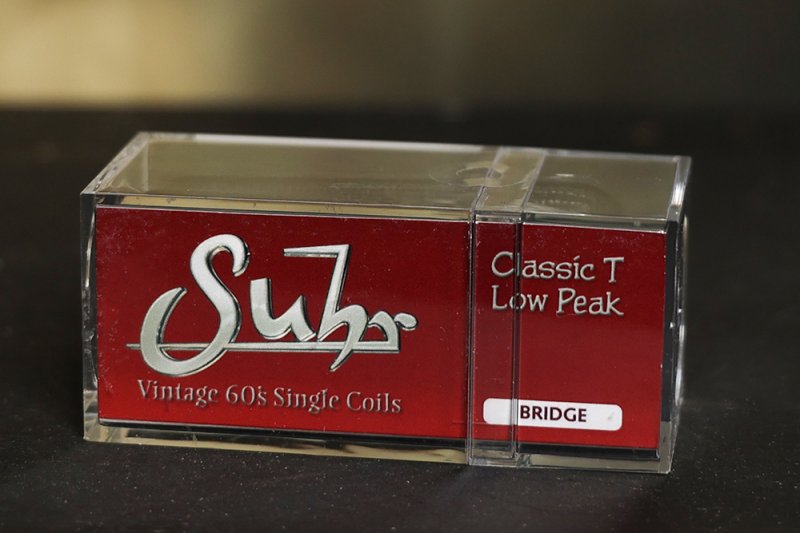 Suhr
Vintage 60's Single Coils
Classic T
Low Peak
BRIDGE